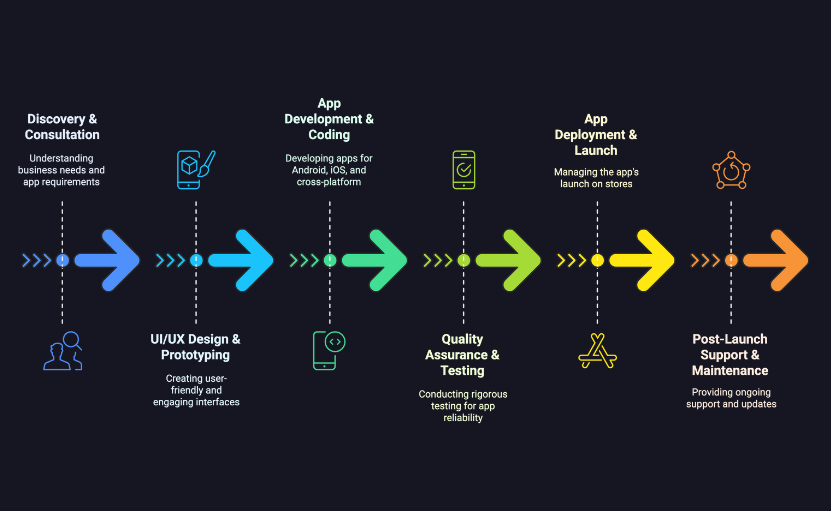 Discovery &
Consultation
Understanding
business needs and
app requirements
UI/UX Design &
Prototyping
Creating user-
friendly and
engaging interfaces
App
Development &
Coding
Developing apps for
Android, iOS, and
cross-platform
Quality
Assurance &
Testing
Conducting rigorous
testing for app
reliability
App
Deployment &
Launch
Managing the app's
launch on stores
Post-Launch
Support &
Maintenance
Providing ongoing
support and updates